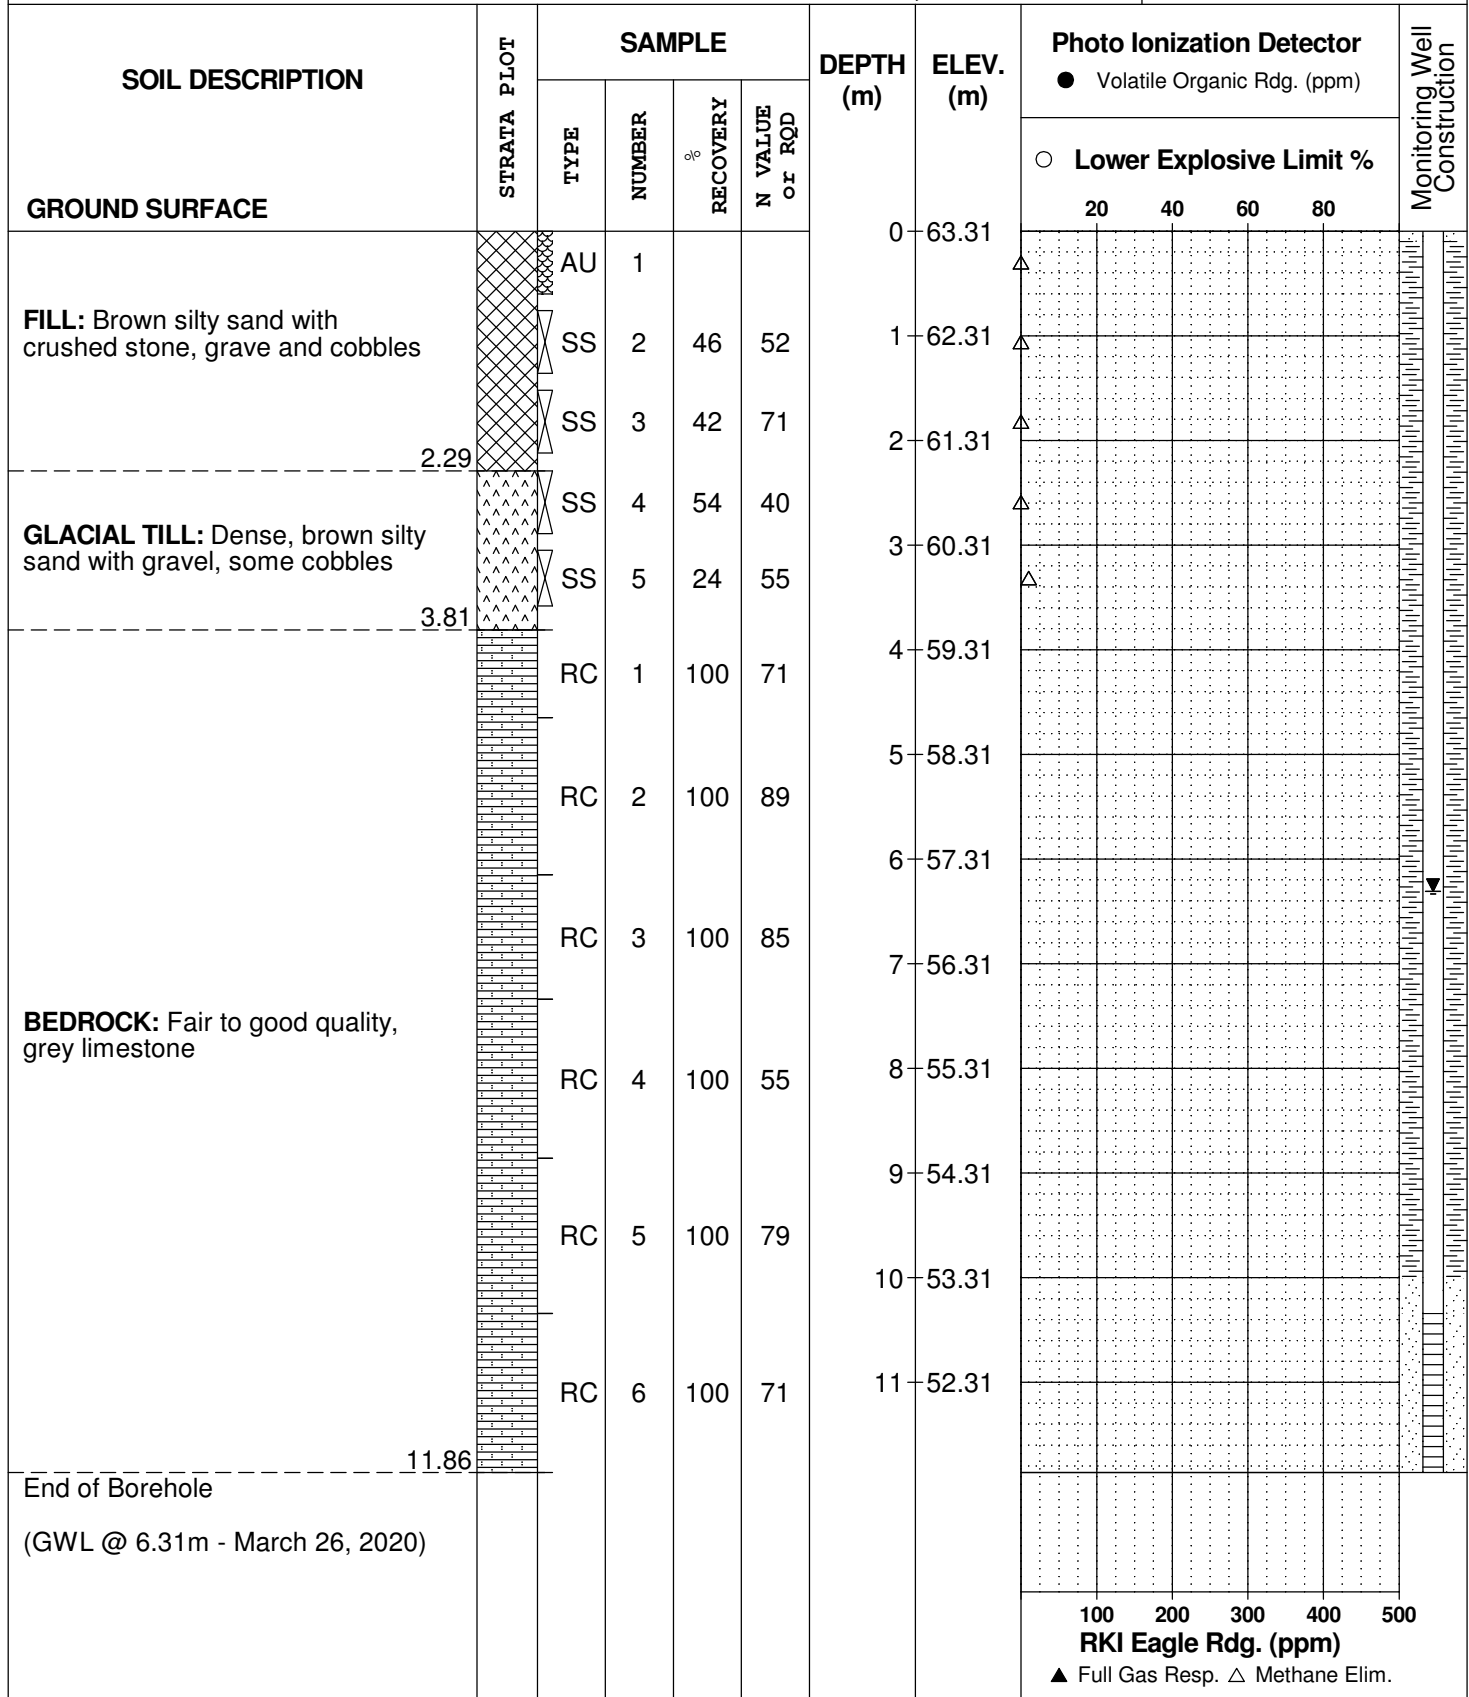 SOIL DESCRIPTION
GROUND SURFACE
STRATA PLOT
SAMPLE
TYPE
NUMBER
%
RECOVERY
N VALUE
or RQD
DEPTH
(m)
ELEV.
(m)
Photo Ionization Detector
● Volatile Organic Rdg. (ppm)
○ Lower Explosive Limit %
20 40 60 80
Monitoring Well
Construction
0 63.31
AU 1
FILL: Brown silty sand with
crushed stone, grave and cobbles
1 62.31
SS 2 46 52
SS 3 42 71
2 61.31
2.29
SS 4 54 40
GLACIAL TILL: Dense, brown silty
sand with gravel, some cobbles
3 60.31
SS 5 24 55
3.81
4 59.31
RC 1 100 71
5 58.31
RC 2 100 89
6 57.31
RC 3 100 85
7 56.31
BEDROCK: Fair to good quality,
grey limestone
8 55.31
RC 4 100 55
9 54.31
RC 5 100 79
10 53.31
11 52.31
RC 6 100 71
11.86
End of Borehole
(GWL @ 6.31m - March 26, 2020)
100 200 300 400 500
RKI Eagle Rdg. (ppm)
▲ Full Gas Resp. △ Methane Elim.